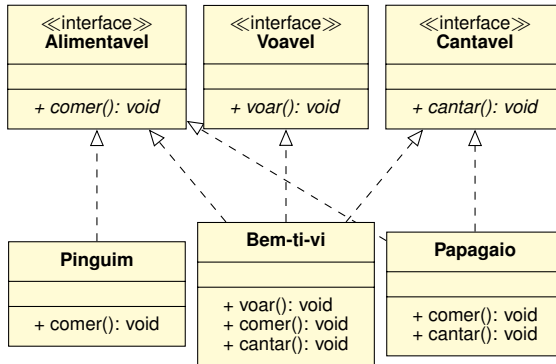 ≪interface≫
Alimentavel
+ comer(): void
≪interface≫
Voavel
+ voar(): void
≪interface≫
Cantavel
+ cantar(): void
Pinguim
+ comer(): void
Bem-ti-vi
+ voar(): void
+ comer(): void
+ cantar(): void
Papagaio
+ comer(): void
+ cantar(): void